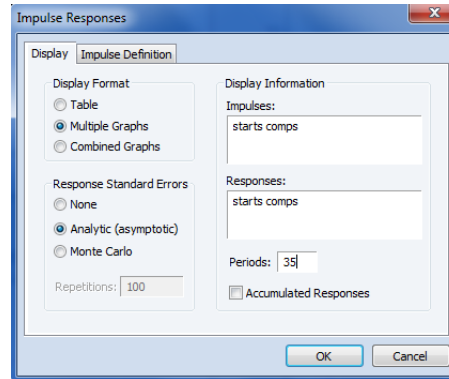 Impulse Responses
Display
Impulse Definition
Display Format
Table
Multiple Graphs
Combined Graphs
Response Standard Errors
None
Analytic (asymptotic)
Monte Carlo
Repetitions: 100
Display Information
Impulses:
starts comps
Responses:
starts comps
Periods: 35
Accumulated Responses
OK
Cancel